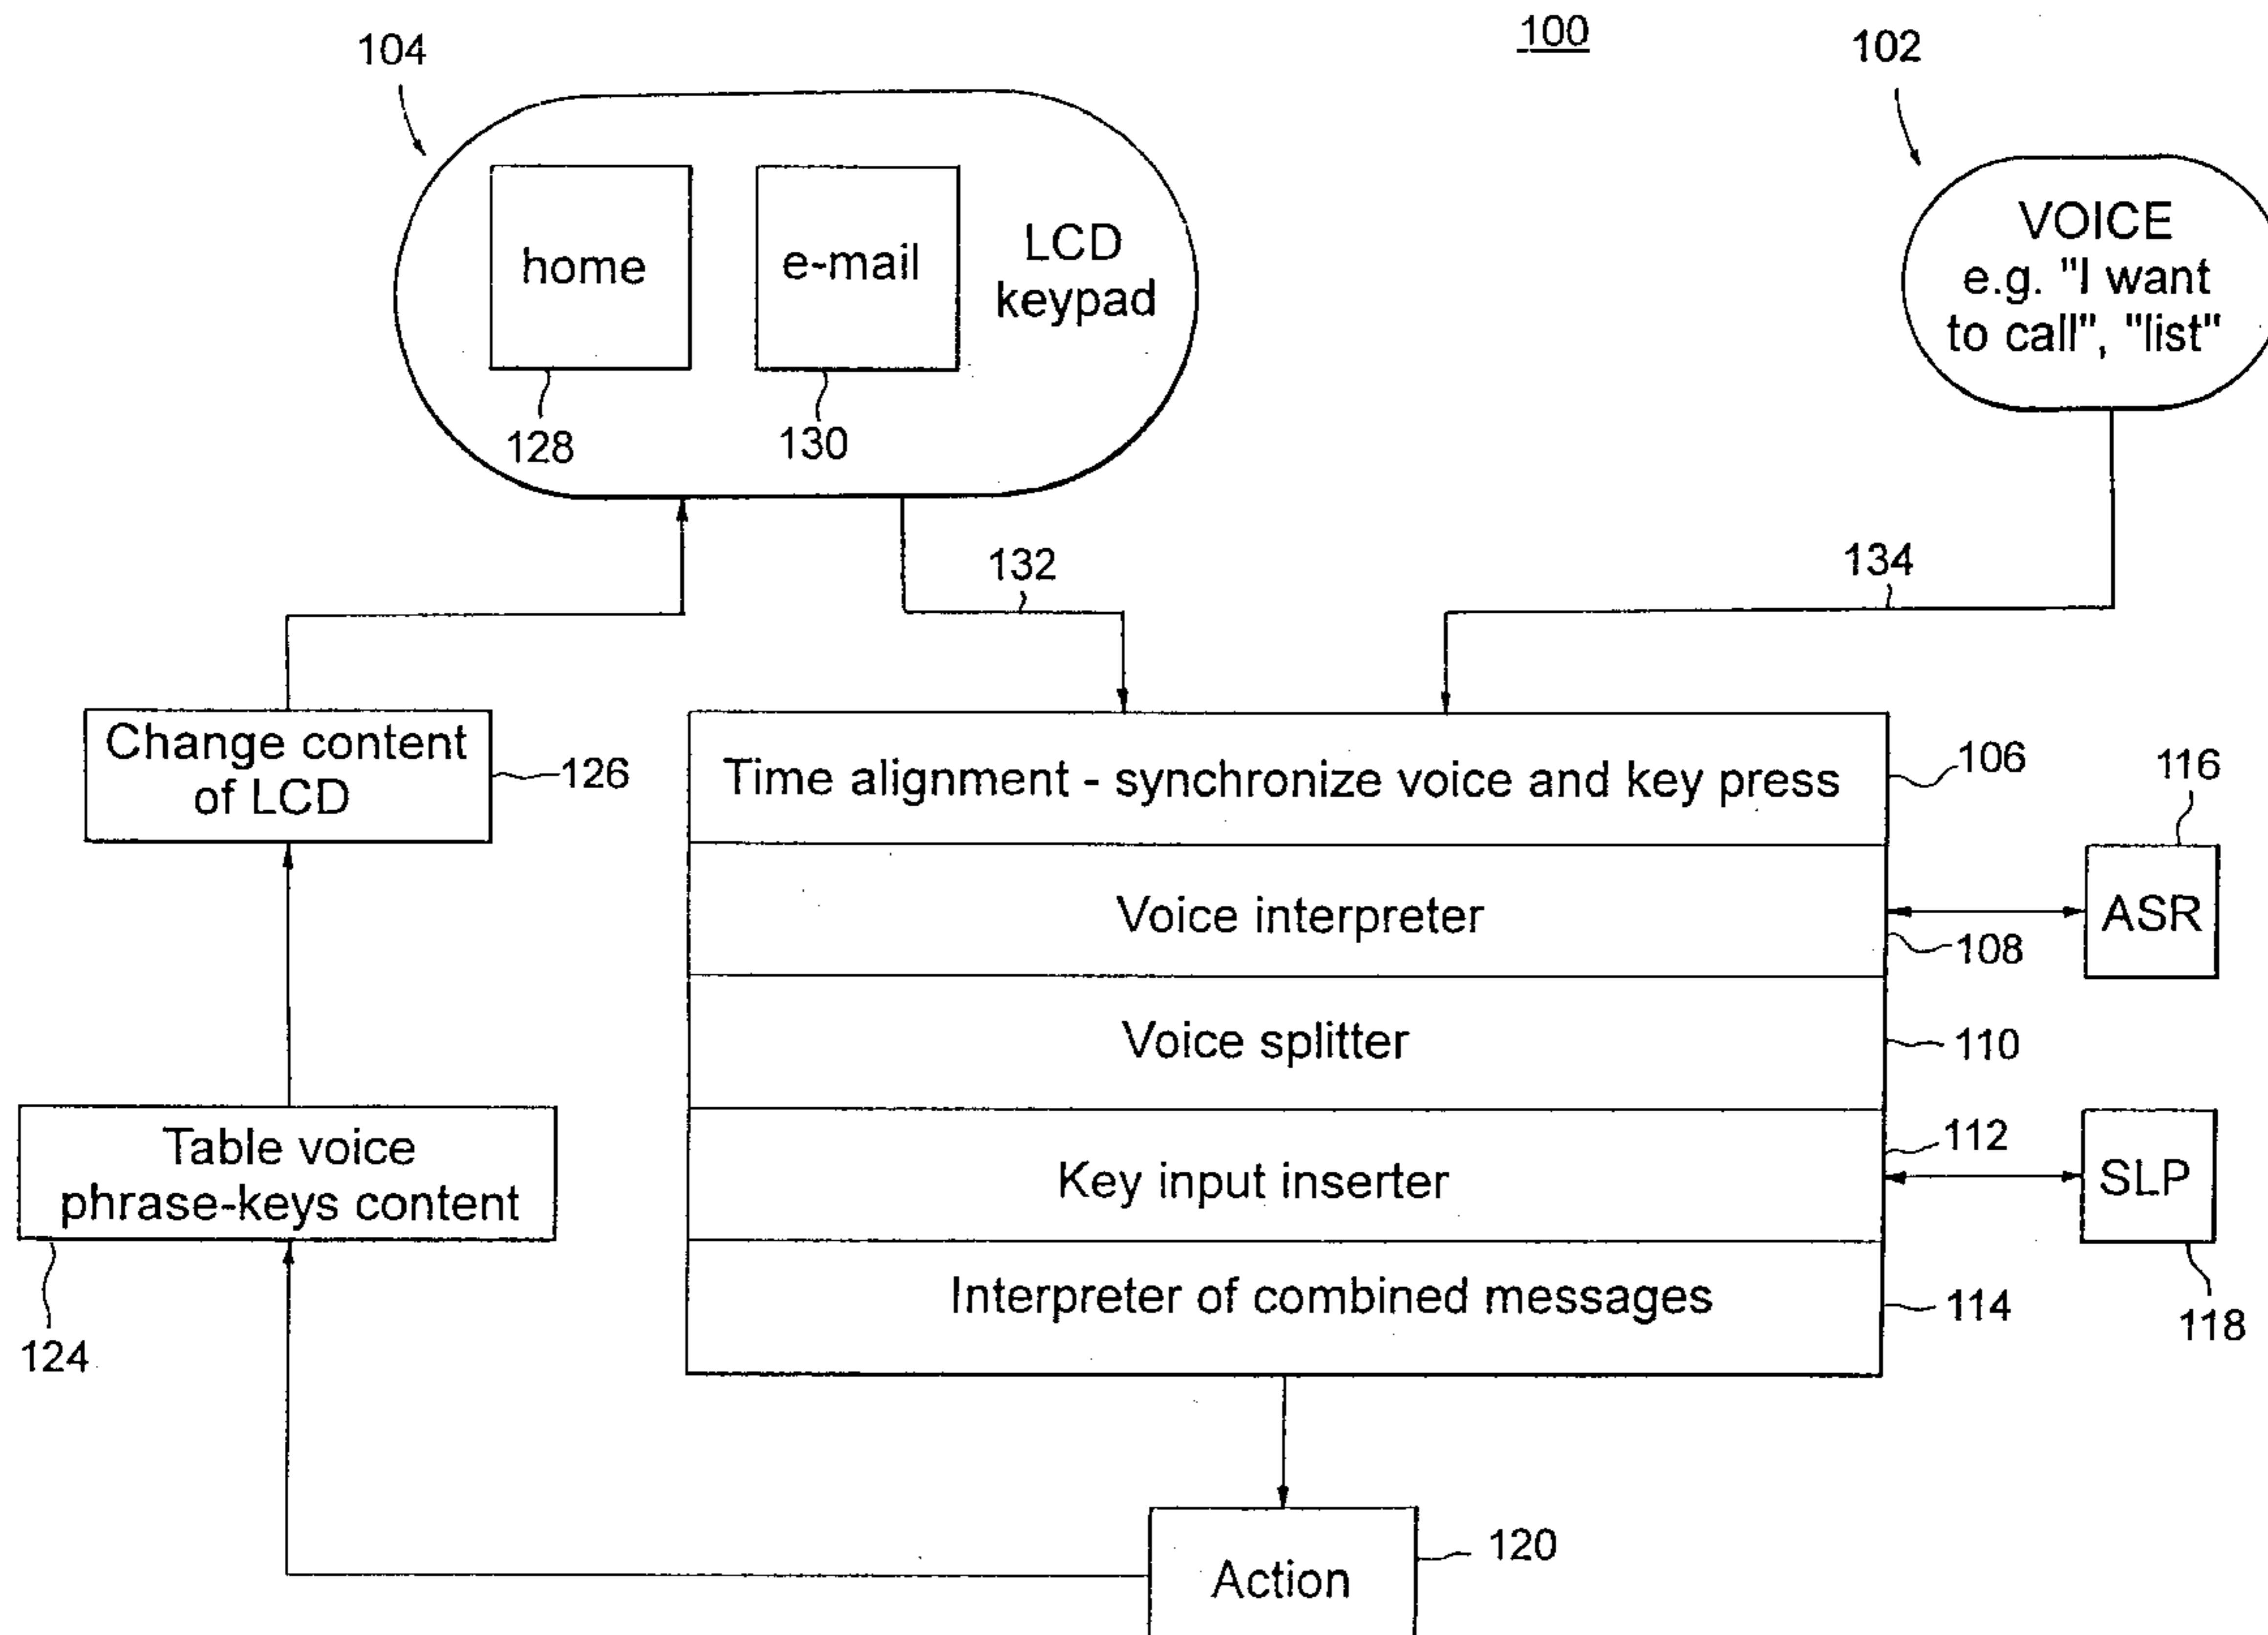 100
104
102
home
e-mail
LCD
keypad
128
130
VOICE
e.g. "I want
to call", "list"
132
134
Change content
of LCD
126
Time alignment - synchronize voice and key press
106
116
Voice interpreter
108
ASR
Voice splitter
110
Table voice
phrase-keys content
124
Key input inserter
112
SLP
118
Interpreter of combined messages
114
Action
120